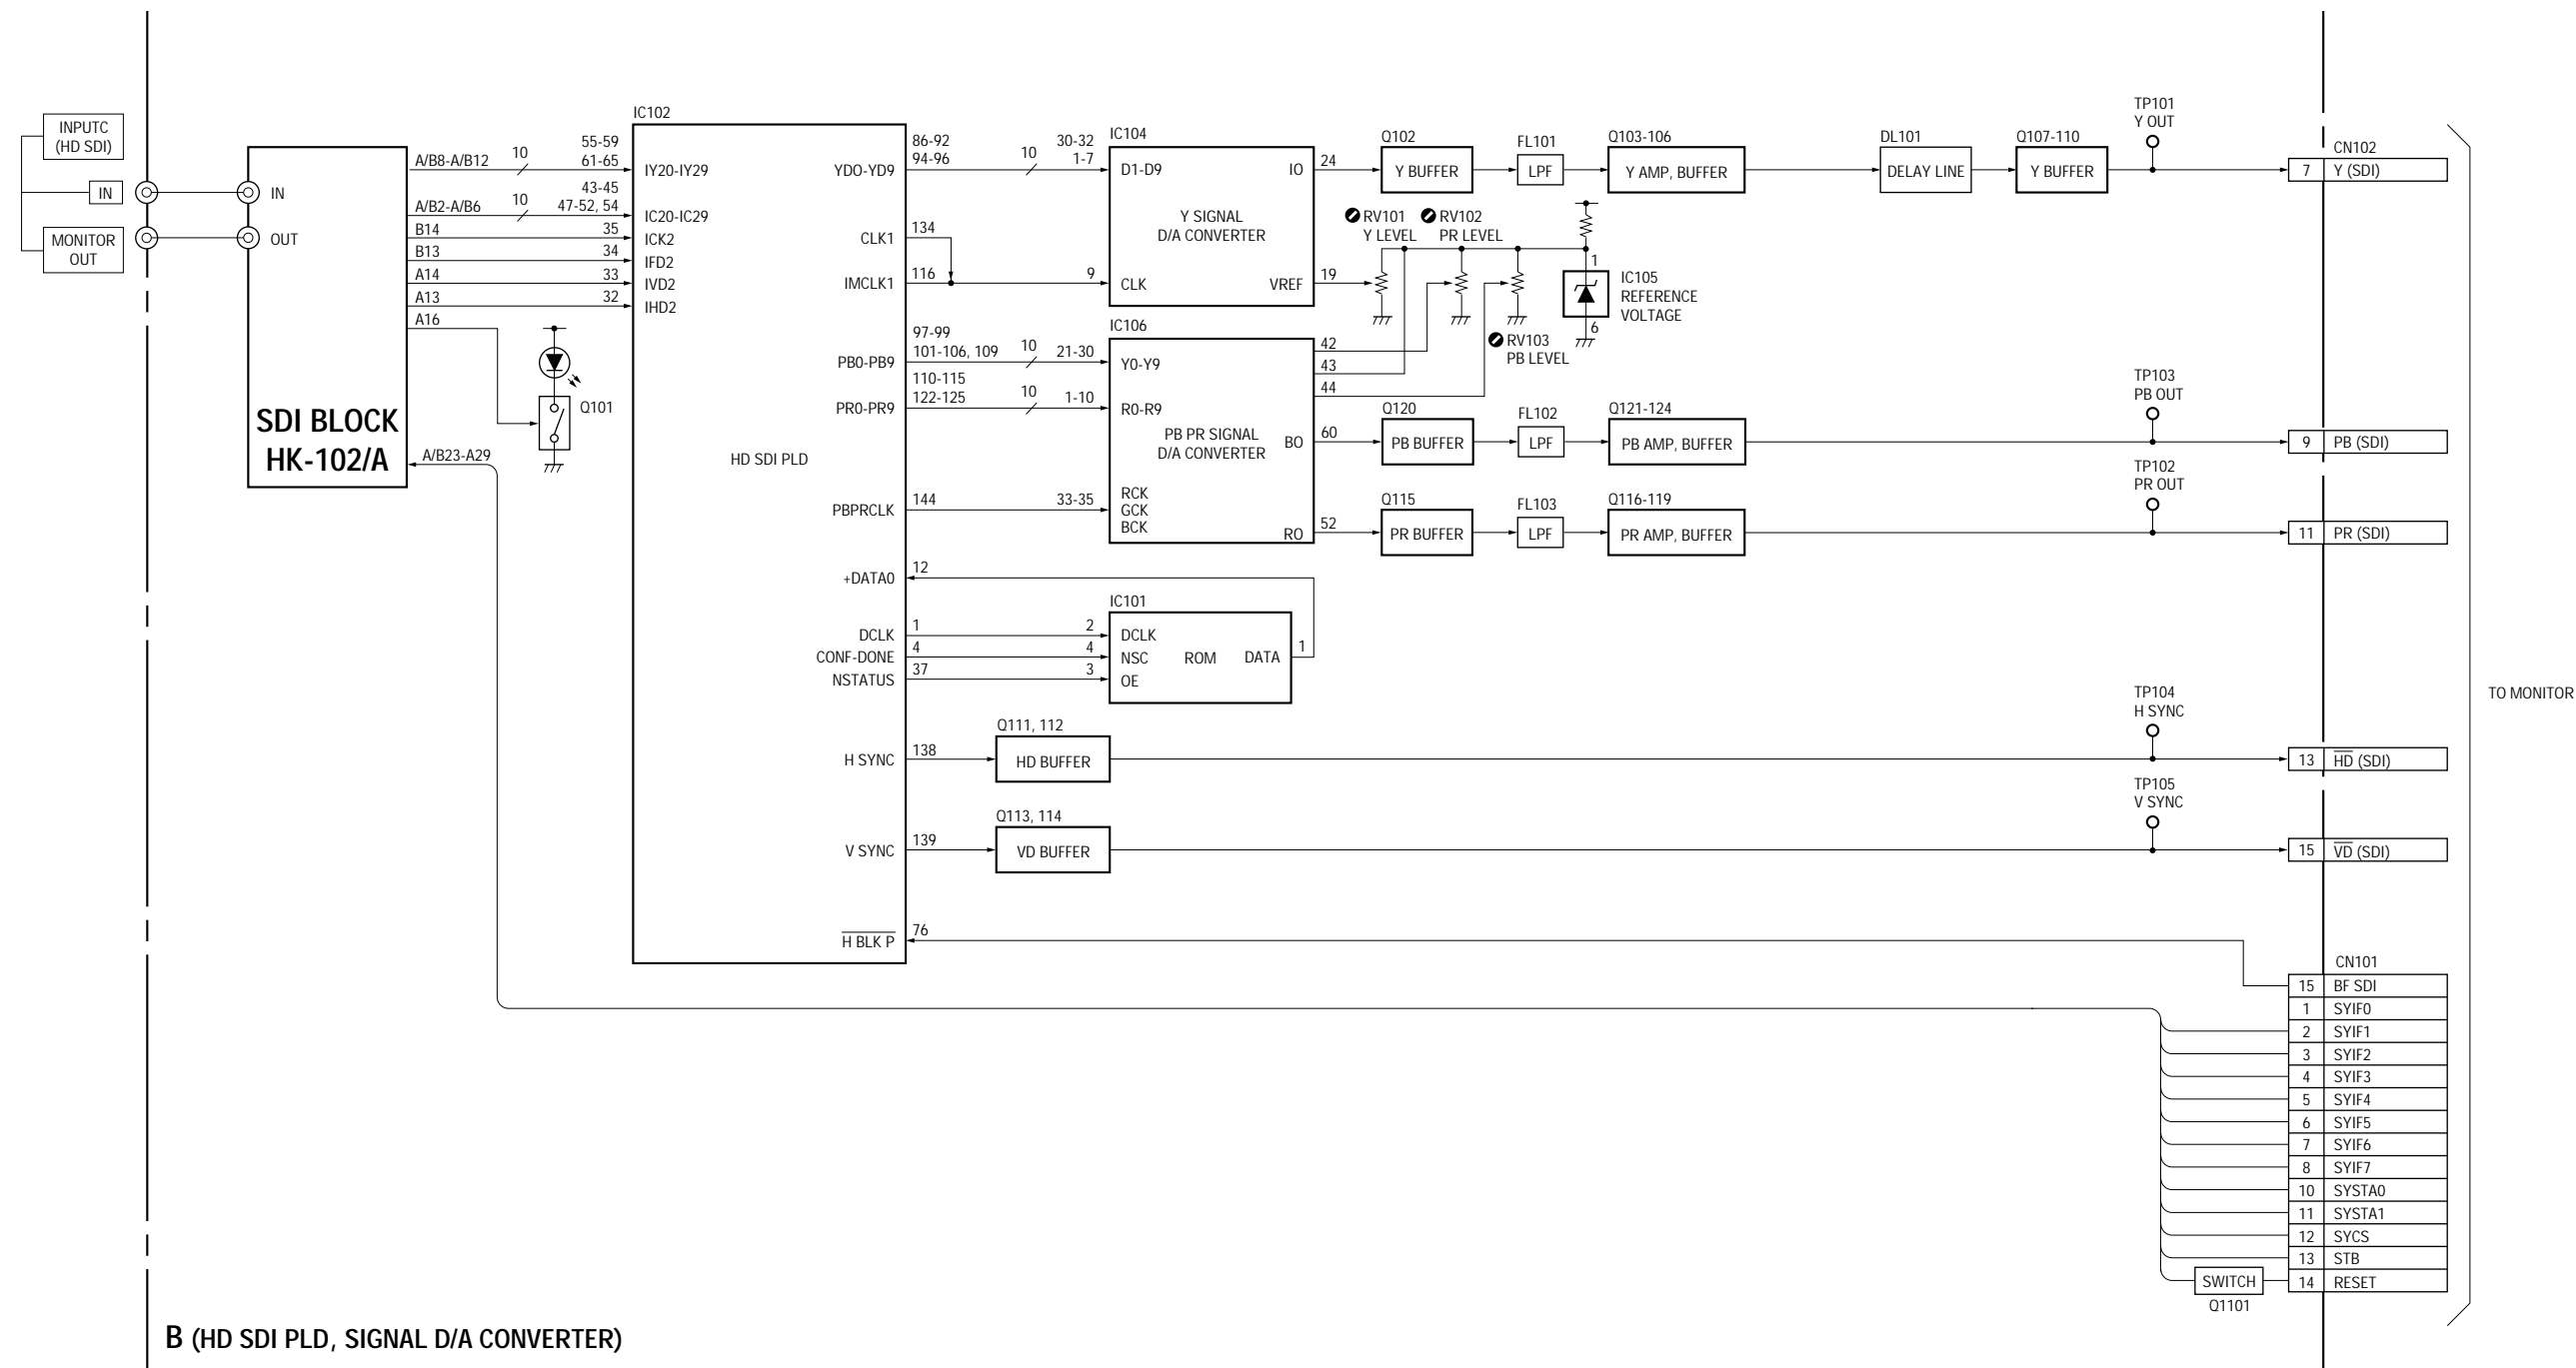 INPUTC
(HD SDI)
IN
MONITOR
OUT
IN
OUT
SDI BLOCK
HK-102/A
A/B8-A/B12
10
55-59
61-65
A/B2-A/B6
10
43-45
47-52, 54
B14
35
B13
34
A14
33
A13
32
A16
Q101
A/B23-A29
IC102
IY20-IY29
IC20-IC29
ICK2
IFD2
IVD2
IHD2
HD SDI PLD
YD0-YD9
CLK1
IMCLK1
PB0-PB9
PR0-PR9
PBPRCLK
+DATA0
DCLK
CONF-DONE
NSTATUS
H SYNC
V SYNC
H BLK P
86-92
94-96
10
30-32
1-7
134
116
9
97-99
101-106, 109
10
21-30
110-115
122-125
10
1-10
144
33-35
12
1
2
4
4
37
3
138
139
76
IC104
D1-D9
IO
Y SIGNAL
D/A CONVERTER
CLK
VREF
24
19
IC106
Y0-Y9
R0-R9
PB PR SIGNAL
D/A CONVERTER
BO
RCK
GCK
BCK
RO
42
43
44
60
52
IC101
DCLK
NSC
ROM
DATA
OE
1
Q102
Y BUFFER
FL101
LPF
Q103-106
Y AMP, BUFFER
DL101
DELAY LINE
Q107-110
Y BUFFER
TP101
Y OUT
RV101
Y LEVEL
RV102
PR LEVEL
RV103
PB LEVEL
1
IC105
REFERENCE
VOLTAGE
6
Q120
PB BUFFER
FL102
LPF
Q121-124
PB AMP, BUFFER
TP103
PB OUT
Q115
PR BUFFER
FL103
LPF
Q116-119
PR AMP, BUFFER
TP102
PR OUT
Q111, 112
HD BUFFER
TP104
H SYNC
Q113, 114
VD BUFFER
TP105
V SYNC
CN102
7 Y (SDI)
9 PB (SDI)
11 PR (SDI)
13 HD (SDI)
15 VD (SDI)
TO MONITOR
CN101
15 BF SDI
1 SYIF0
2 SYIF1
3 SYIF2
4 SYIF3
5 SYIF4
6 SYIF5
7 SYIF6
8 SYIF7
10 SYSTA0
11 SYSTA1
12 SYCS
13 STB
14 RESET
SWITCH
Q1101
B (HD SDI PLD, SIGNAL D/A CONVERTER)